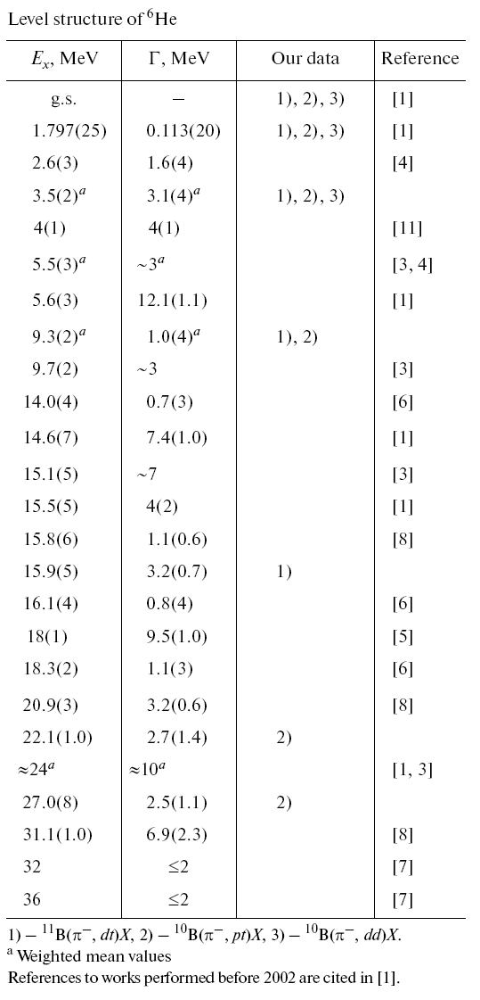 Level structure of ⁶He
Eₓ, MeV Γ, MeV Our data Reference
g.s. – 1), 2), 3) [1]
1.797(25) 0.113(20) 1), 2), 3) [1]
2.6(3) 1.6(4) [4]
3.5(2)ᵃ 3.1(4)ᵃ 1), 2), 3)
4(1) 4(1) [11]
5.5(3)ᵃ ~3ᵃ [3, 4]
5.6(3) 12.1(1.1) [1]
9.3(2)ᵃ 1.0(4)ᵃ 1), 2)
9.7(2) ~3 [3]
14.0(4) 0.7(3) [6]
14.6(7) 7.4(1.0) [1]
15.1(5) ~7 [3]
15.5(5) 4(2) [1]
15.8(6) 1.1(0.6) [8]
15.9(5) 3.2(0.7) 1)
16.1(4) 0.8(4) [6]
18(1) 9.5(1.0) [5]
18.3(2) 1.1(3) [6]
20.9(3) 3.2(0.6) [8]
22.1(1.0) 2.7(1.4) 2)
≈24ᵃ ≈10ᵃ [1, 3]
27.0(8) 2.5(1.1) 2)
31.1(1.0) 6.9(2.3) [8]
32 ≤2 [7]
36 ≤2 [7]
1) – ¹¹B(π⁻, dt)X, 2) – ¹⁰B(π⁻, pt)X, 3) – ¹⁰B(π⁻, dd)X.
ᵃ Weighted mean values
References to works performed before 2002 are cited in [1].